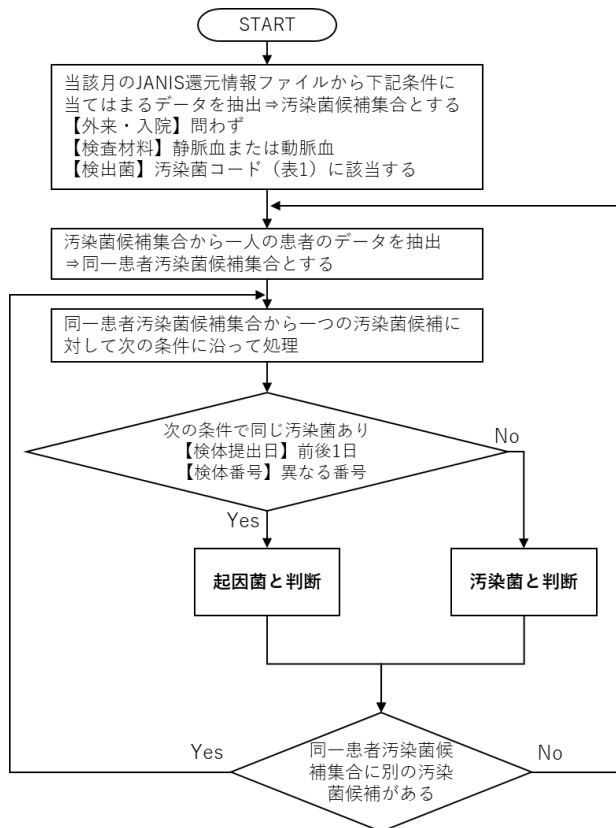 START
当該月のJANIS還元情報ファイルから下記条件に
当てはまるデータを抽出⇒汚染菌候補集合とする
【外来・入院】問わず
【検査材料】静脈血または動脈血
【検出菌】汚染菌コード（表1）に該当する
汚染菌候補集合から一人の患者のデータを抽出
⇒同一患者汚染菌候補集合とする
同一患者汚染菌候補集合から一つの汚染菌候補に
対して次の条件に沿って処理
次の条件で同じ汚染菌あり
【検体提出日】前後1日
【検体番号】異なる番号
No
Yes
起因菌と判断
汚染菌と判断
Yes
同一患者汚染菌候
補集合に別の汚染
菌候補がある
No